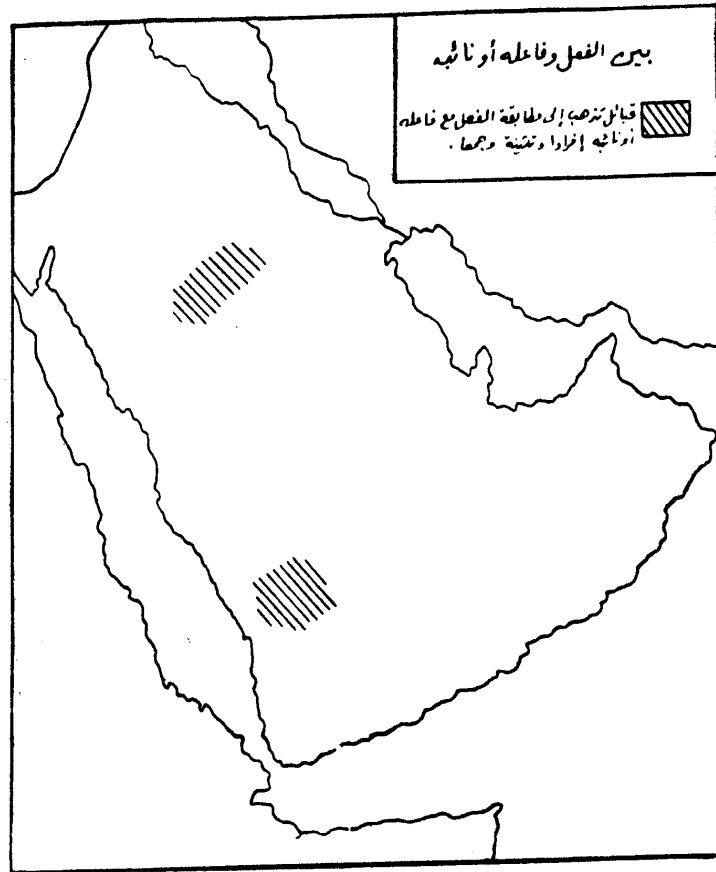 بين الفعل وفاعله أو نائبه
قبائل تذهب إلى مطابقة الفعل مع فاعله
أو نائبه إفرادا وتثنية وجمعا .